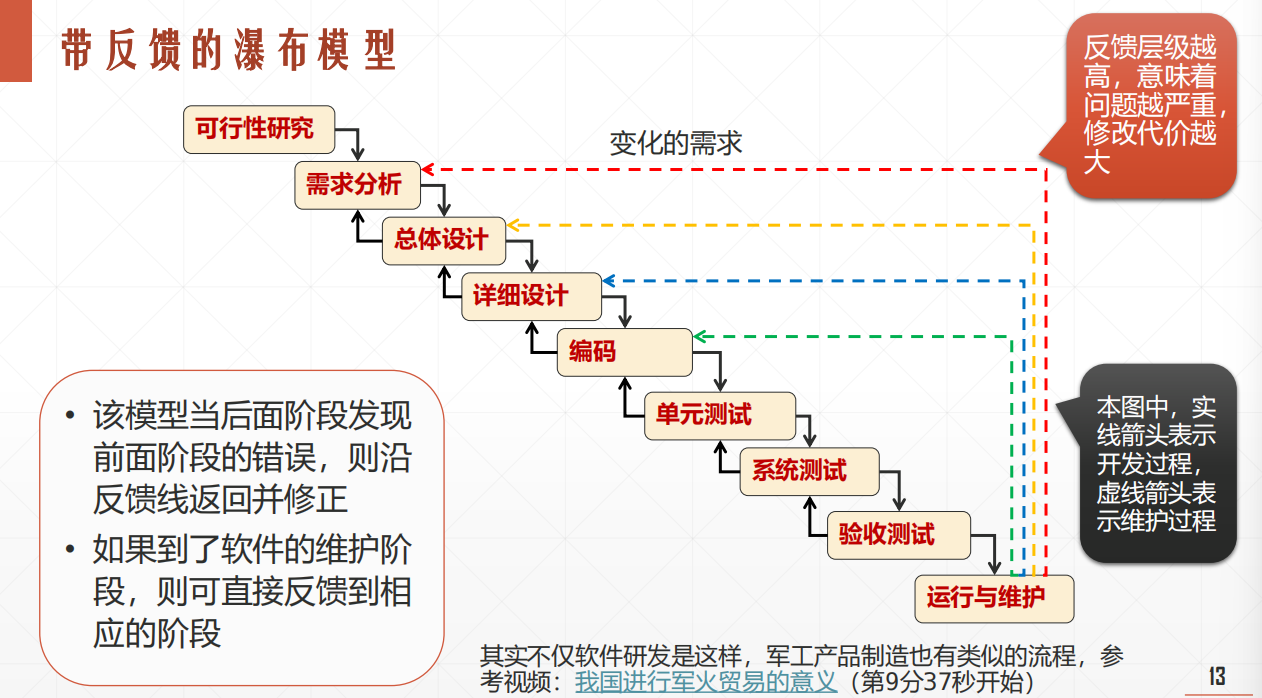 带反馈的瀑布模型
反馈层级越
高，意味着
问题越严重，
修改代价越
大
可行性研究
变化的需求
需求分析
总体设计
详细设计
编码
单元测试
系统测试
验收测试
运行与维护
• 该模型当后面阶段发现
前面阶段的错误，则沿
反馈线返回并修正
• 如果到了软件的维护阶
段，则可直接反馈到相
应的阶段
本图中，实
线箭头表示
开发过程，
虚线箭头表
示维护过程
其实不仅软件研发是这样，军工产品制造也有类似的流程，参
考视频：我国进行军火贸易的意义（第9分37秒开始）
13